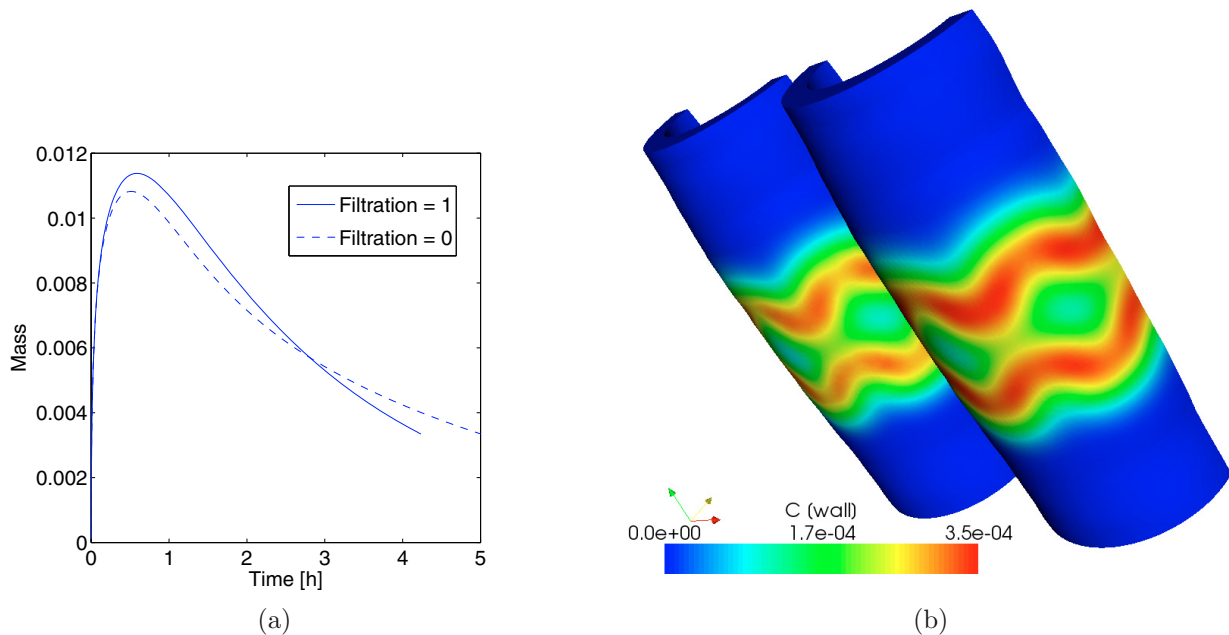 0.012
0.01
0.008
0.006
0.004
0.002
0
Mass
0 1 2 3 4 5
Time [h]
Filtration = 1
Filtration = 0
(a)
C (wall)
0.0e+00 1.7e-04 3.5e-04
(b)